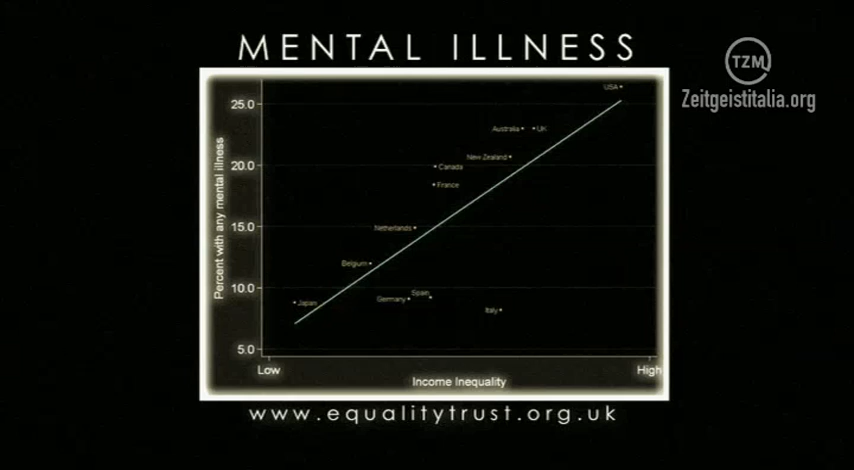 MENTAL ILLNESS
TZM
Zeitgeistitalia.org
USA
25.0
Australia
UK
New Zealand
20.0
Canada
France
Percent with any mental illness
15.0
Netherlands
Belgium
10.0
Japan
Germany
Spain
Italy
5.0
Low
High
Income Inequality
www.equalitytrust.org.uk